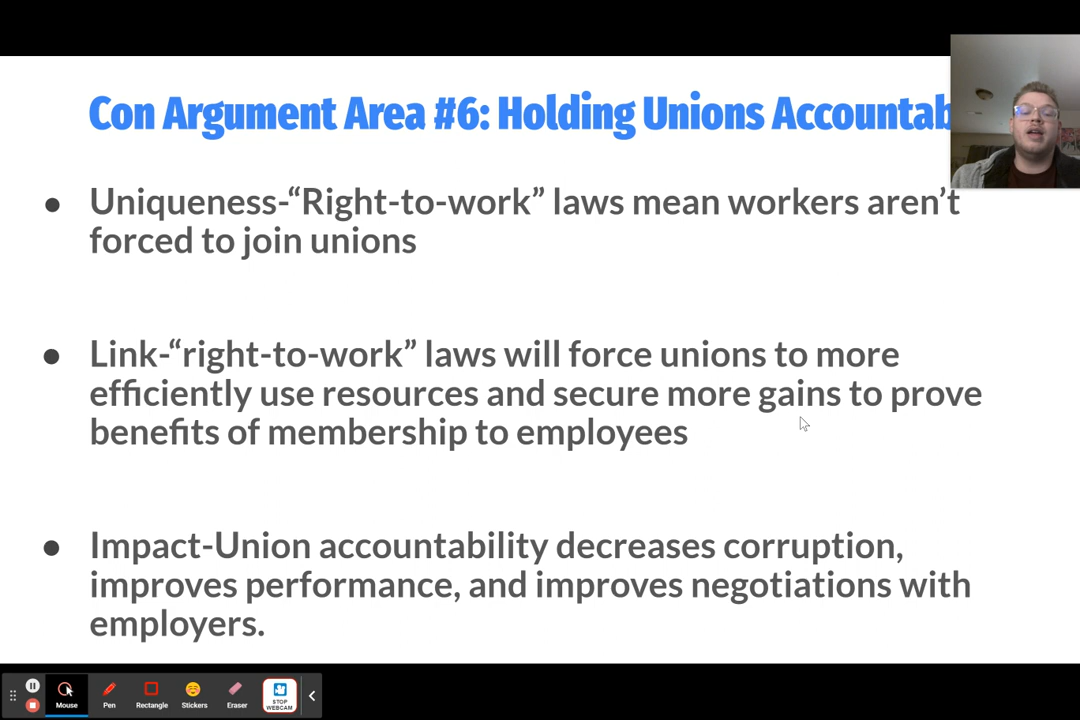 Con Argument Area #6: Holding Unions Accountab
Uniqueness-“Right-to-work” laws mean workers aren’t
forced to join unions
Link-“right-to-work” laws will force unions to more
efficiently use resources and secure more gains to prove
benefits of membership to employees
Impact-Union accountability decreases corruption,
improves performance, and improves negotiations with
employers.
Mouse
Pen
Rectangle
Stickers
Eraser
STOP
WEBCAM